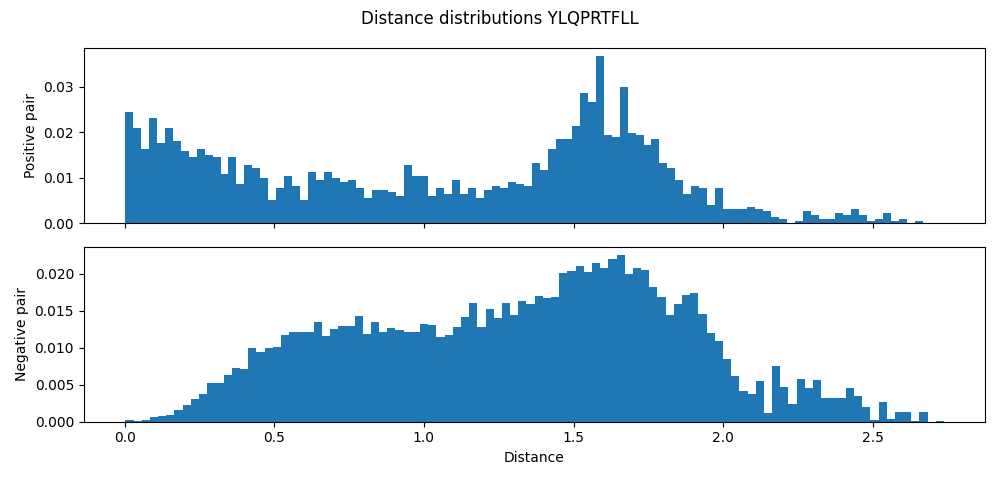 Distance distributions YLQPRTFLL
Positive pair
0.03
0.02
0.01
0.00
Negative pair
0.020
0.015
0.010
0.005
0.000
0.0 0.5 1.0 1.5 2.0 2.5
Distance